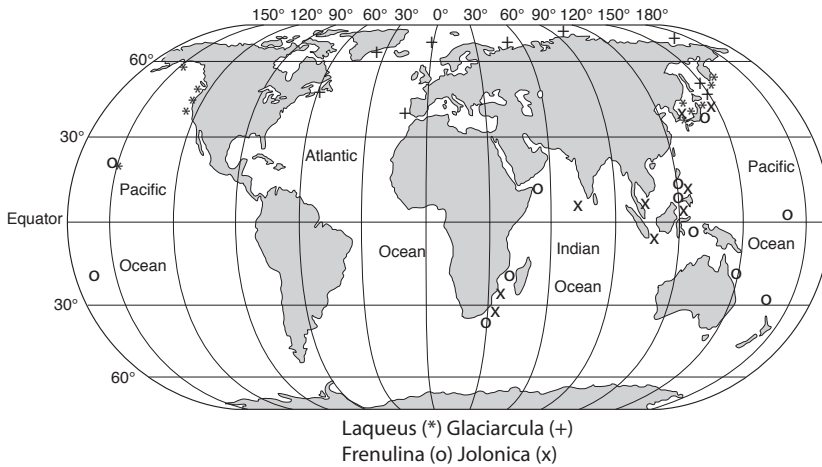 150° 120° 90° 60° 30° 0° 30° 60° 90° 120° 150° 180°
60°
30°
Atlantic
Pacific
Pacific
Equator
Ocean
Ocean
Indian
Ocean
Ocean
30°
60°
Laqueus (*) Glaciarcula (+)
Frenulina (o) Jolonica (x)